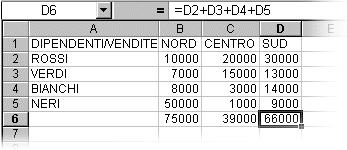 D6 = =D2+D3+D4+D5
A B C D E
1 DIPENDENTI/VENDITE NORD CENTRO SUD
2 ROSSI 10000 20000 30000
3 VERDI 7000 15000 13000
4 BIANCHI 8000 3000 14000
5 NERI 50000 1000 9000
6 75000 39000 66000
7